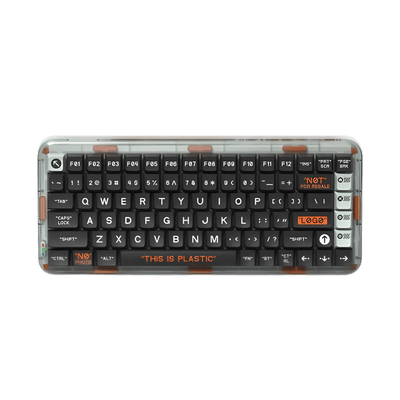 F01 F02 F03 F04 F05 F06 F07 F08 F09 F10 F11 F12 "INS" "PRT SCR "PGE" BRK
"NOT"
FOR RESALE
"TAB" Q W E R T Y U I O P
"CAPS" LOCK A S D F G H J K L "LOGO"
"SHIFT" Z X C V B N M "SHIFT"
"CTRL" "NO" "ALT" "THIS IS PLASTIC" "FN"